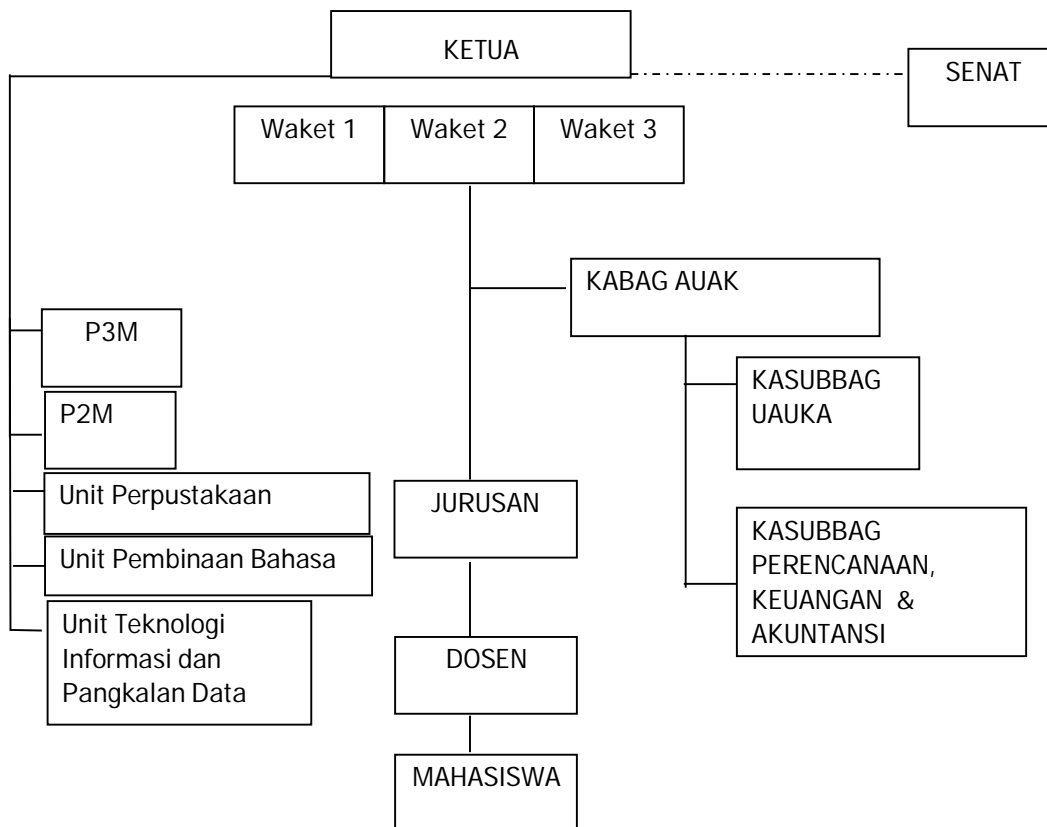 KETUA
SENAT
Waket 1
Waket 2
Waket 3
KABAG AUAK
P3M
KASUBBAG
UAUKA
P2M
Unit Perpustakaan
JURUSAN
KASUBBAG
PERENCANAAN,
KEUANGAN &
AKUNTANSI
Unit Pembinaan Bahasa
Unit Teknologi
Informasi dan
Pangkalan Data
DOSEN
MAHASISWA